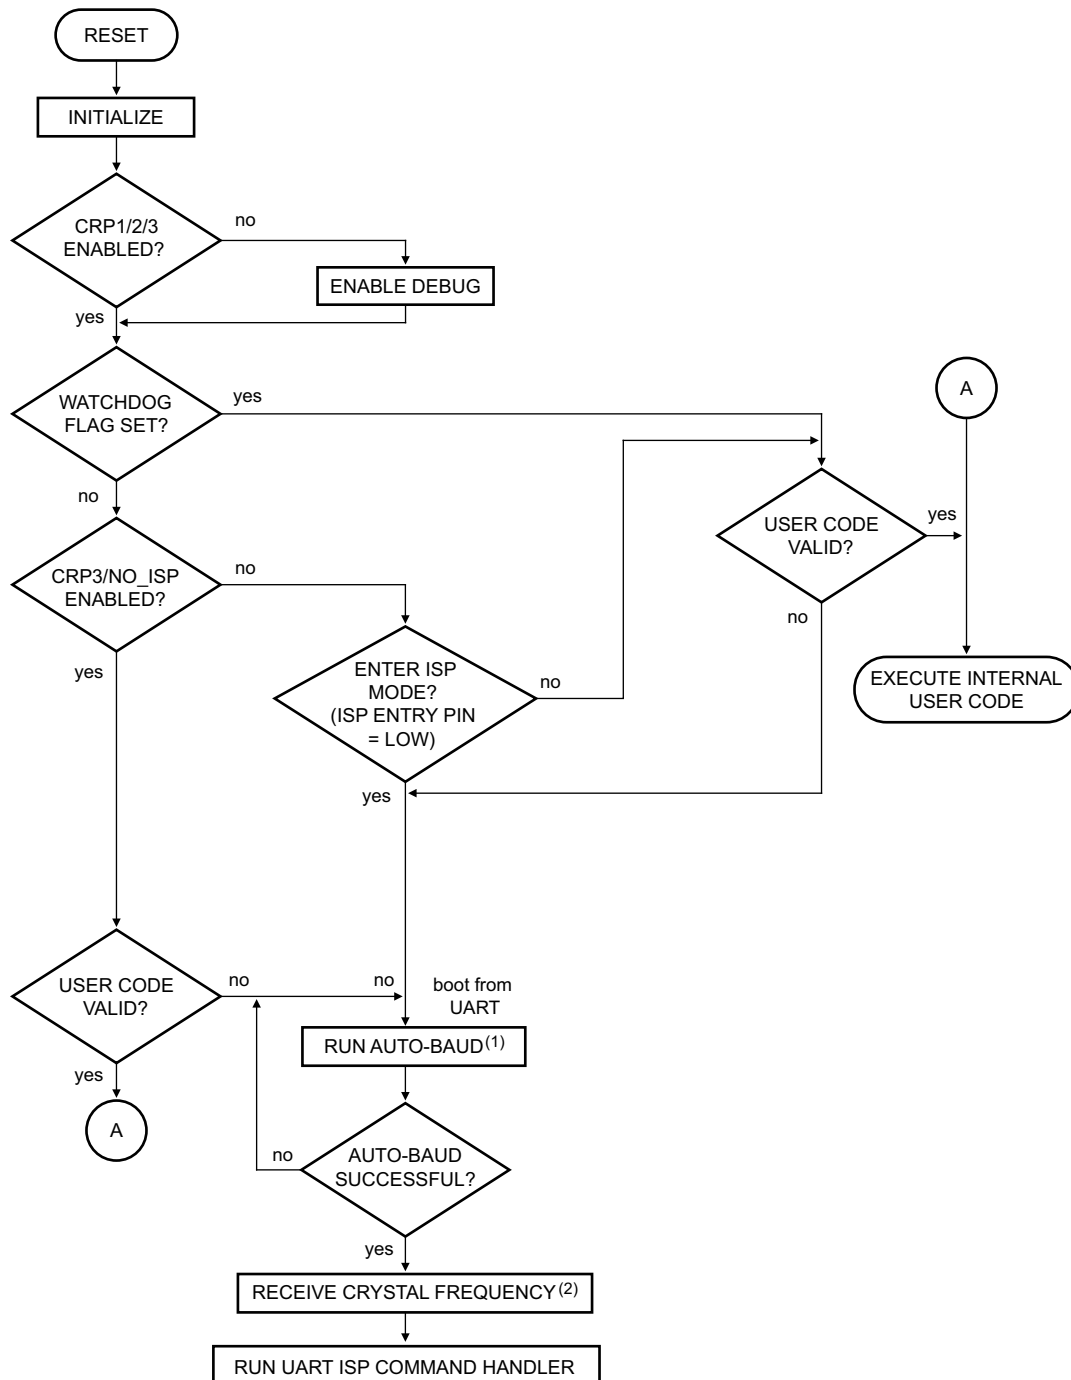 RESET
INITIALIZE
CRP1/2/3
ENABLED?
no
ENABLE DEBUG
yes
WATCHDOG
FLAG SET?
yes
A
no
USER CODE
VALID?
yes
no
CRP3/NO_ISP
ENABLED?
no
yes
ENTER ISP
MODE?
(ISP ENTRY PIN
= LOW)
no
EXECUTE INTERNAL
USER CODE
yes
USER CODE
VALID?
no
no
boot from
UART
RUN AUTO-BAUD(1)
yes
A
AUTO-BAUD
SUCCESSFUL?
no
yes
RECEIVE CRYSTAL FREQUENCY(2)
RUN UART ISP COMMAND HANDLER